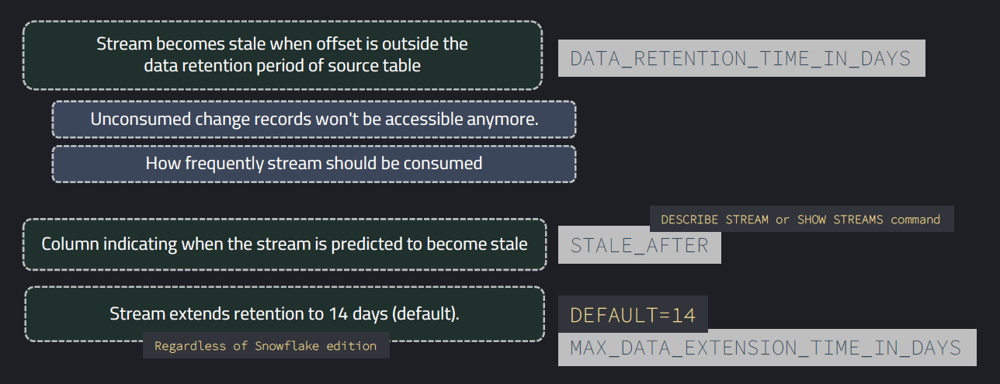 Stream becomes stale when offset is outside the
data retention period of source table
DATA_RETENTION_TIME_IN_DAYS
Unconsumed change records won't be accessible anymore.
How frequently stream should be consumed
DESCRIBE STREAM or SHOW STREAMS command
Column indicating when the stream is predicted to become stale
STALE_AFTER
Stream extends retention to 14 days (default).
Regardless of Snowflake edition
DEFAULT=14
MAX_DATA_EXTENSION_TIME_IN_DAYS